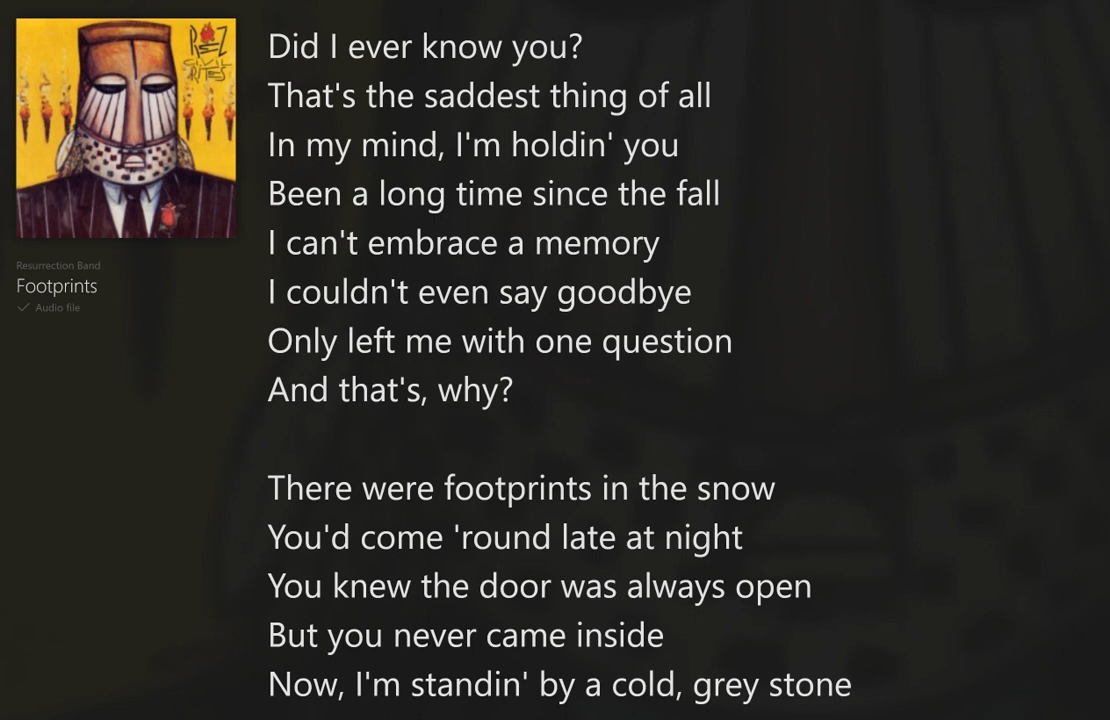 REZ
CIVIL
RITES
Resurrection Band
Footprints
Audio file
Did I ever know you?
That's the saddest thing of all
In my mind, I'm holdin' you
Been a long time since the fall
I can't embrace a memory
I couldn't even say goodbye
Only left me with one question
And that's, why?
There were footprints in the snow
You'd come 'round late at night
You knew the door was always open
But you never came inside
Now, I'm standin' by a cold, grey stone